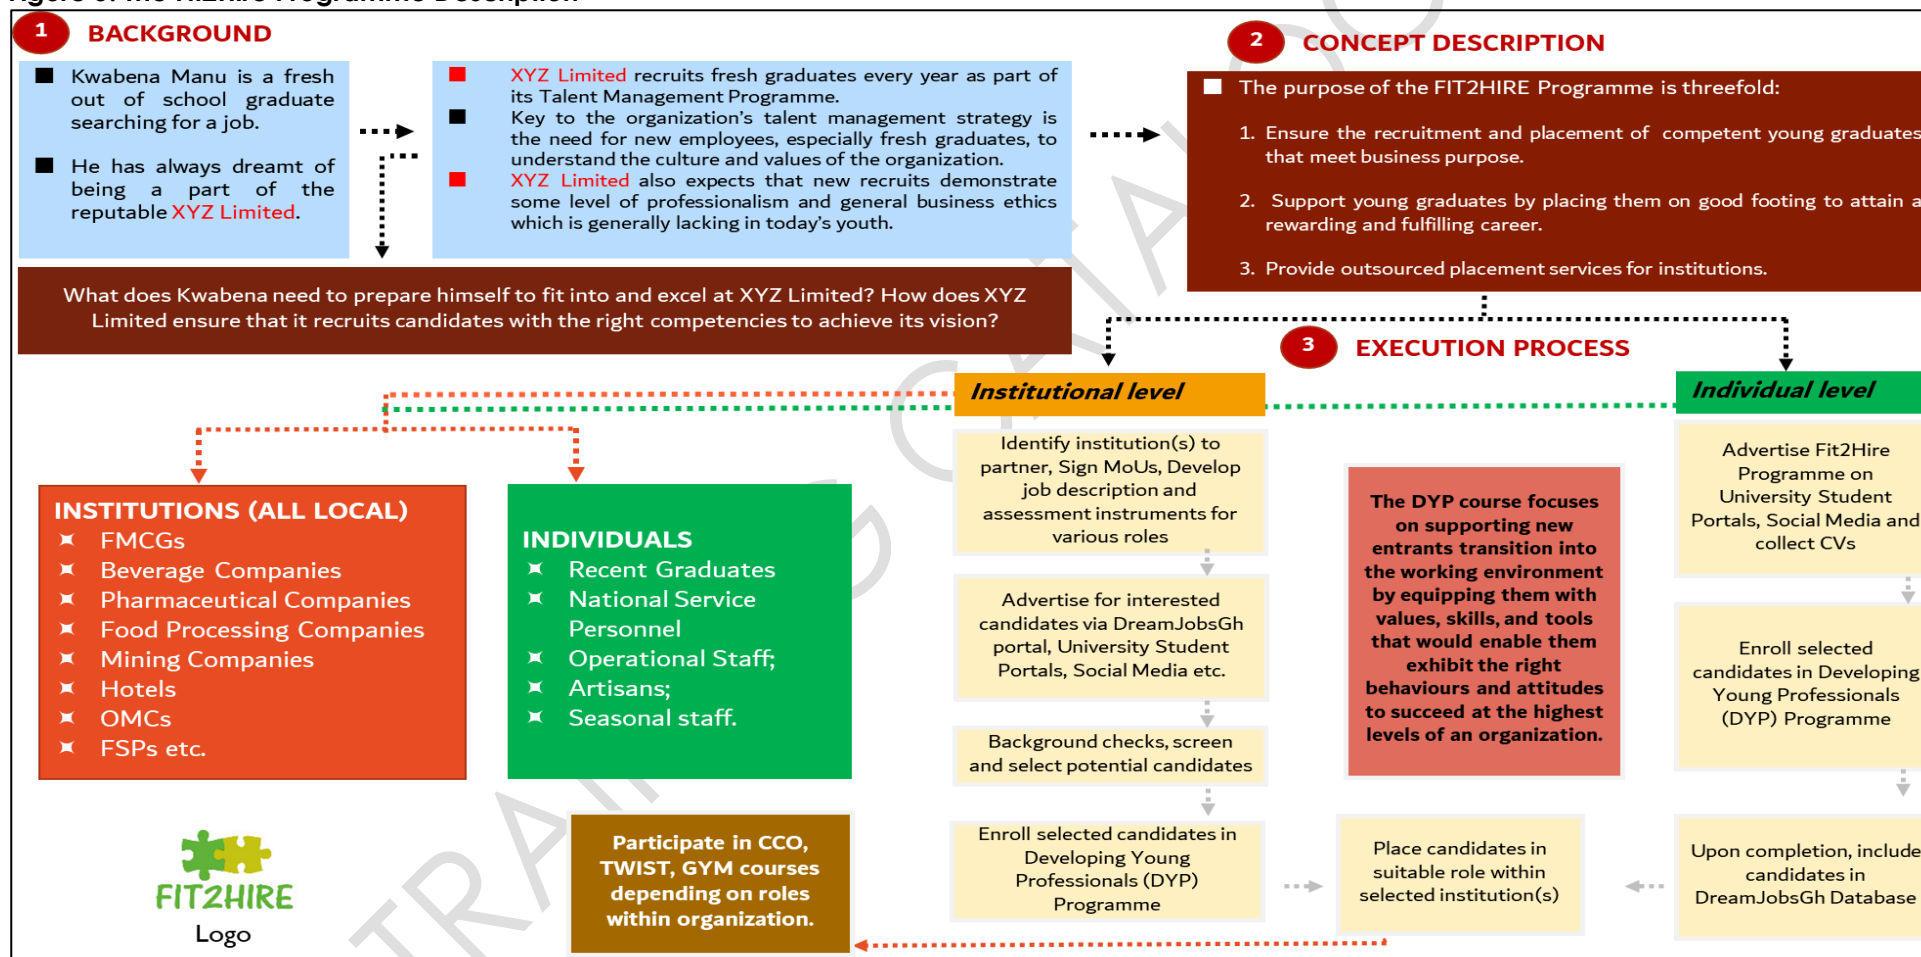 Figure 3: The Fit2Hire Programme Description
1 BACKGROUND
Kwabena Manu is a fresh
out of school graduate
searching for a job.
He has always dreamt of
being a part of the
reputable XYZ Limited.
XYZ Limited recruits fresh graduates every year as part of
its Talent Management Programme.
Key to the organization's talent management strategy is
the need for new employees, especially fresh graduates, to
understand the culture and values of the organization.
XYZ Limited also expects that new recruits demonstrate
some level of professionalism and general business ethics
which is generally lacking in today's youth.
What does Kwabena need to prepare himself to fit into and excel at XYZ Limited? How does XYZ
Limited ensure that it recruits candidates with the right competencies to achieve its vision?
2 CONCEPT DESCRIPTION
The purpose of the FIT2HIRE Programme is threefold:
1. Ensure the recruitment and placement of competent young graduates
that meet business purpose.
2. Support young graduates by placing them on good footing to attain a
rewarding and fulfilling career.
3. Provide outsourced placement services for institutions.
3 EXECUTION PROCESS
Institutional level
Identify institution(s) to
partner, Sign MoUs, Develop
job description and
assessment instruments for
various roles
Advertise for interested
candidates via DreamJobsGh
portal, University Student
Portals, Social Media etc.
Background checks, screen
and select potential candidates
Enroll selected candidates in
Developing Young
Professionals (DYP)
Programme
The DYP course focuses
on supporting new
entrants transition into
the working environment
by equipping them with
values, skills, and tools
that would enable them
exhibit the right
behaviours and attitudes
to succeed at the highest
levels of an organization.
Place candidates in
suitable role within
selected institution(s)
Individual level
Advertise Fit2Hire
Programme on
University Student
Portals, Social Media and
collect CVs
Enroll selected
candidates in Developing
Young Professionals
(DYP) Programme
Upon completion, include
candidates in
DreamJobsGh Database
INSTITUTIONS (ALL LOCAL)
FMCGs
Beverage Companies
Pharmaceutical Companies
Food Processing Companies
Mining Companies
Hotels
OMCs
FSPs etc.
INDIVIDUALS
Recent Graduates
National Service
Personnel
Operational Staff;
Artisans;
Seasonal staff.
Participate in CCO,
TWIST, GYM courses
depending on roles
within organization.
FIT2HIRE
Logo